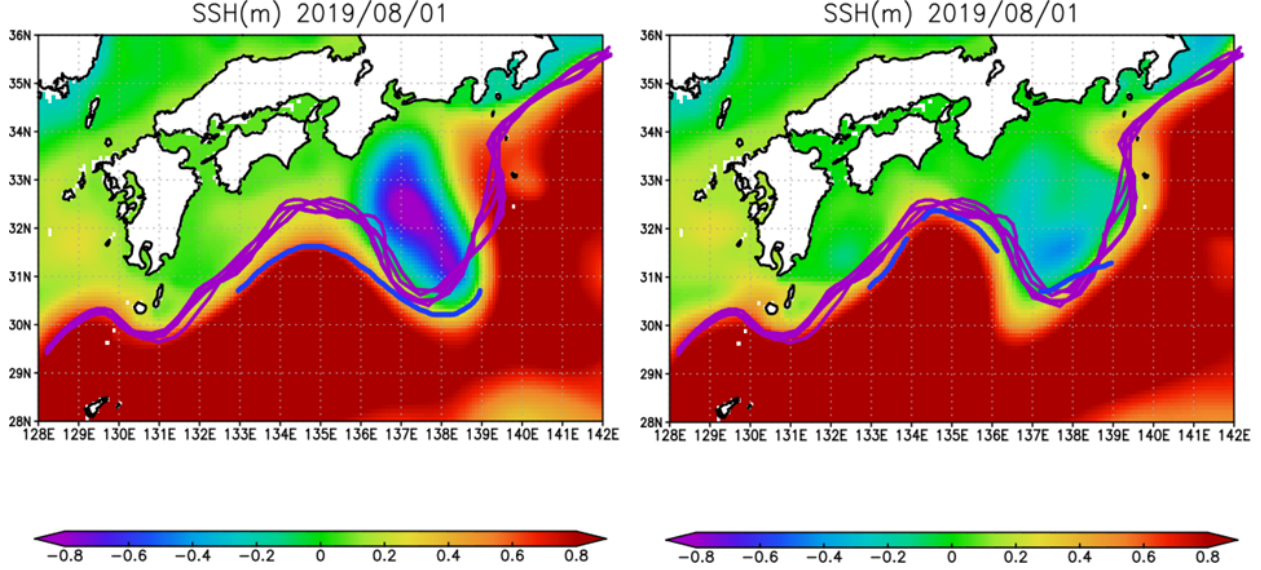 SSH(m) 2019/08/01
36N
35N
34N
33N
32N
31N
30N
29N
28N
128E 129E 130E 131E 132E 133E 134E 135E 136E 137E 138E 139E 140E 141E 142E
-0.8 -0.6 -0.4 -0.2 0 0.2 0.4 0.6 0.8
SSH(m) 2019/08/01
36N
35N
34N
33N
32N
31N
30N
29N
28N
128E 129E 130E 131E 132E 133E 134E 135E 136E 137E 138E 139E 140E 141E 142E
-0.8 -0.6 -0.4 -0.2 0 0.2 0.4 0.6 0.8